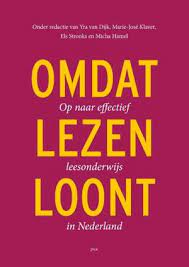 Onder redactie van Yra van Dijk, Marie-José Klaver,
Els Stronks en Micha Hamel
OMDAT
Op naar effectief
LEZEN
leesonderwijs
LOONT
in Nederland